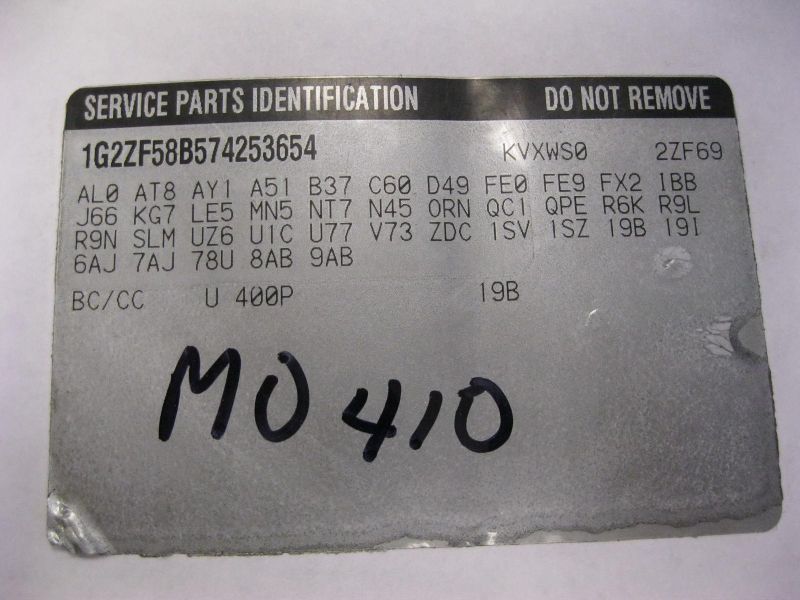 SERVICE PARTS IDENTIFICATION DO NOT REMOVE
1G2ZF58B574253654 KVXWS0 2ZF69
AL0 AT8 AY1 A51 B37 C60 D49 FE0 FE9 FX2 IBB
J66 KG7 LE5 MN5 NT7 N45 ORN QC1 QPE R6K R9L
R9N SLM UZ6 U1C U77 V73 ZDC 1SV 1SZ 19B 19I
6AJ 7AJ 78U 8AB 9AB
BC/CC U 400P 19B
MO 410